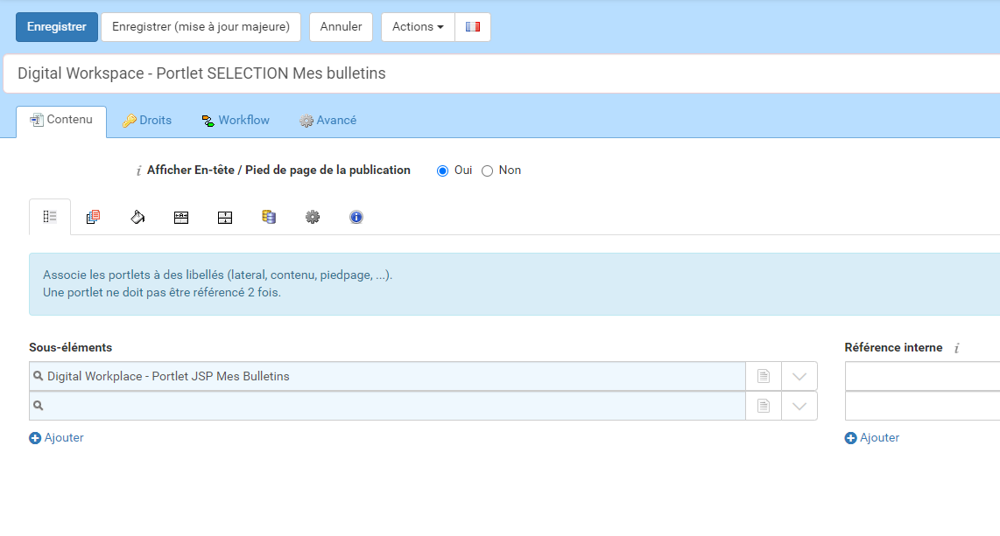 Enregistrer Enregistrer (mise à jour majeure) Annuler Actions
Digital Workspace - Portlet SELECTION Mes bulletins
Contenu Droits Workflow Avancé
i Afficher En-tête / Pied de page de la publication Oui Non
Associe les portlets à des libellés (lateral, contenu, piedpage, ...).
Une portlet ne doit pas être référencé 2 fois.
Sous-éléments Référence interne i
Digital Workplace - Portlet JSP Mes Bulletins
Ajouter Ajouter